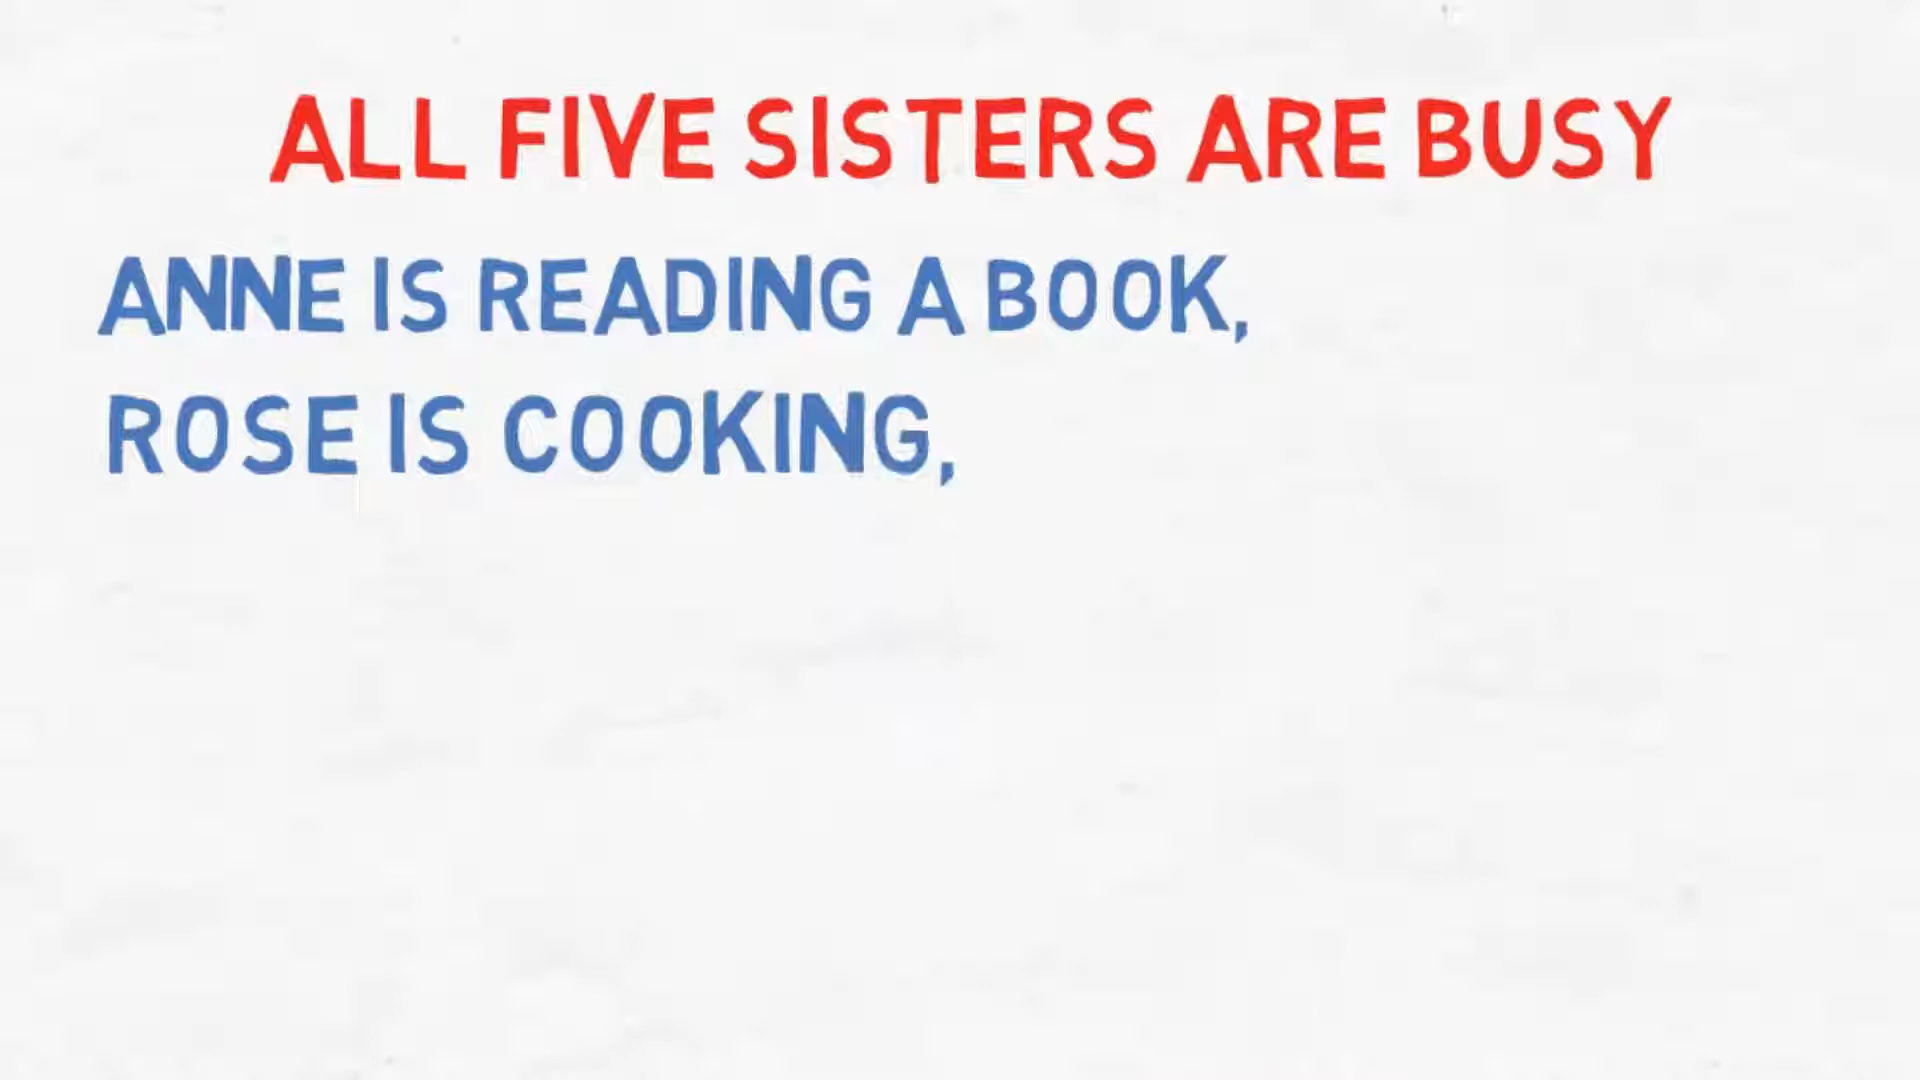 ALL FIVE SISTERS ARE BUSY
ANNE IS READING A BOOK,
ROSE IS COOKING,